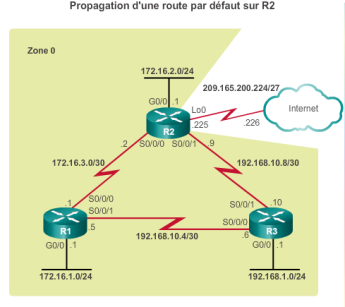 Propagation d'une route par défaut sur R2
Zone 0
172.16.2.0/24
209.165.200.224/27
G0/0 .1
Lo0
Internet
R2
.225
.226
.2 S0/0/0
S0/0/1 .9
172.16.3.0/30
192.168.10.8/30
.1 S0/0/0
S0/0/1 .10
S0/0/1
S0/0/0
R1
.5
.6
R3
192.168.10.4/30
G0/0 .1
G0/0 .1
172.16.1.0/24
192.168.1.0/24